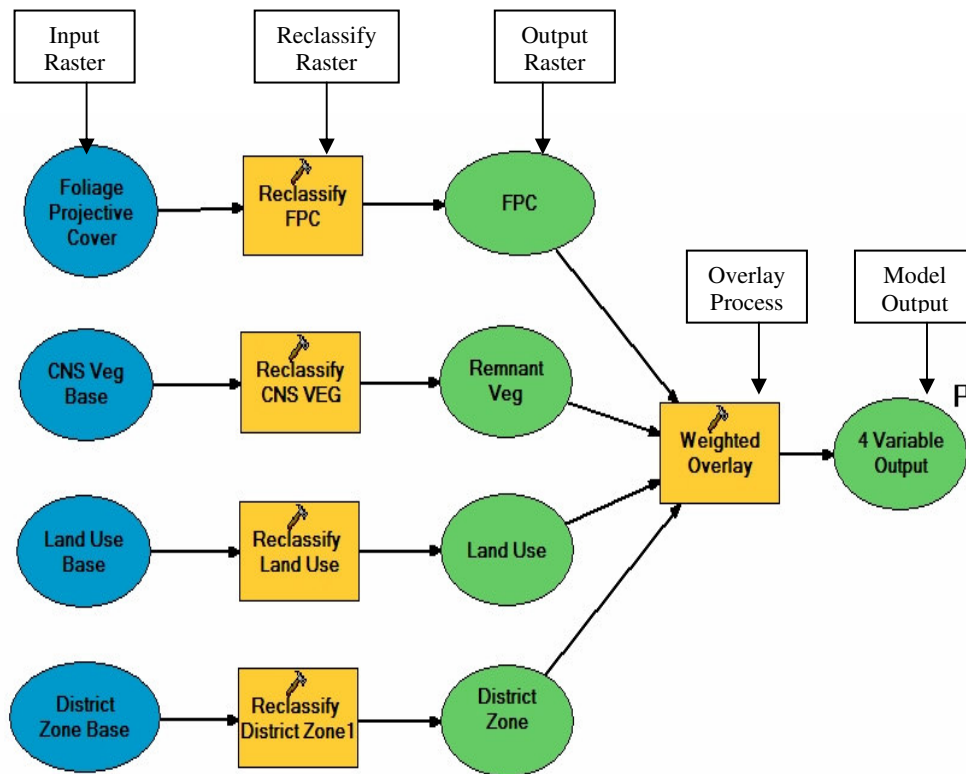 Input
Raster
Reclassify
Raster
Output
Raster
Foliage
Projective
Cover
Reclassify
FPC
FPC
Overlay
Process
Model
Output
CNS Veg
Base
Reclassify
CNS VEG
Remnant
Veg
Weighted
Overlay
4 Variable
Output
P
Land Use
Base
Reclassify
Land Use
Land Use
District
Zone Base
Reclassify
District Zone1
District
Zone